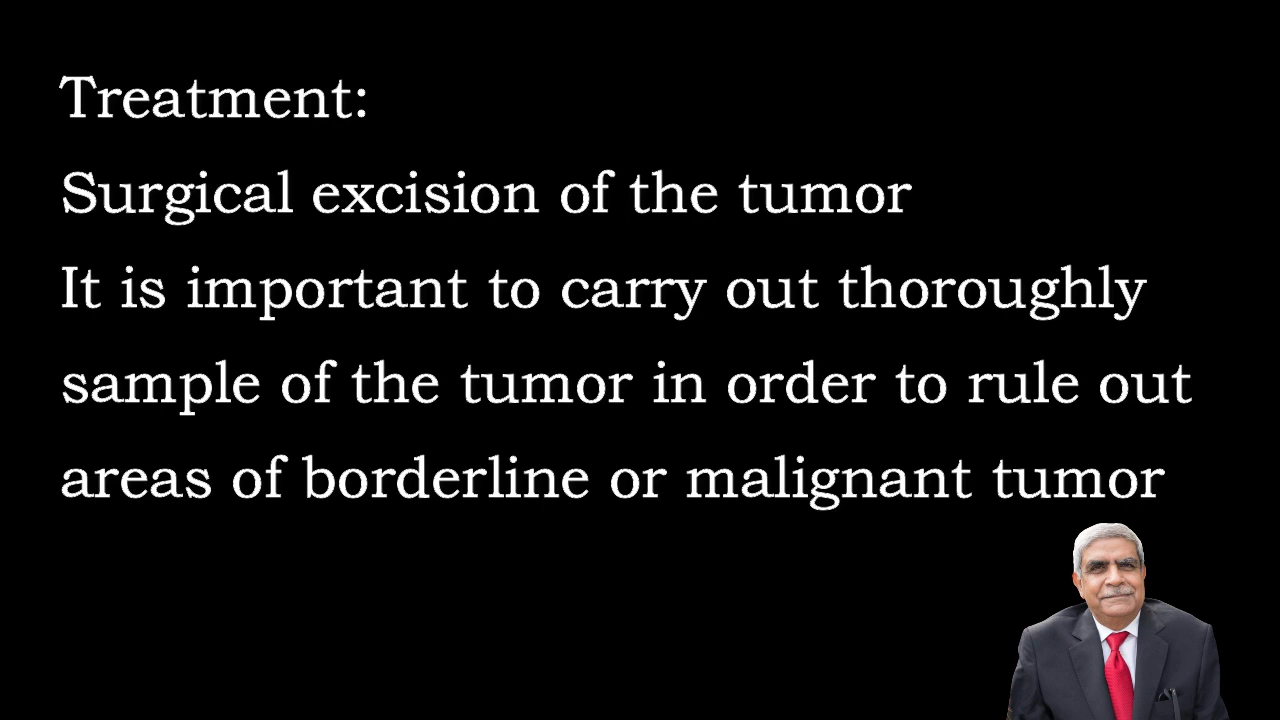 Treatment:
Surgical excision of the tumor
It is important to carry out thoroughly
sample of the tumor in order to rule out
areas of borderline or malignant tumor